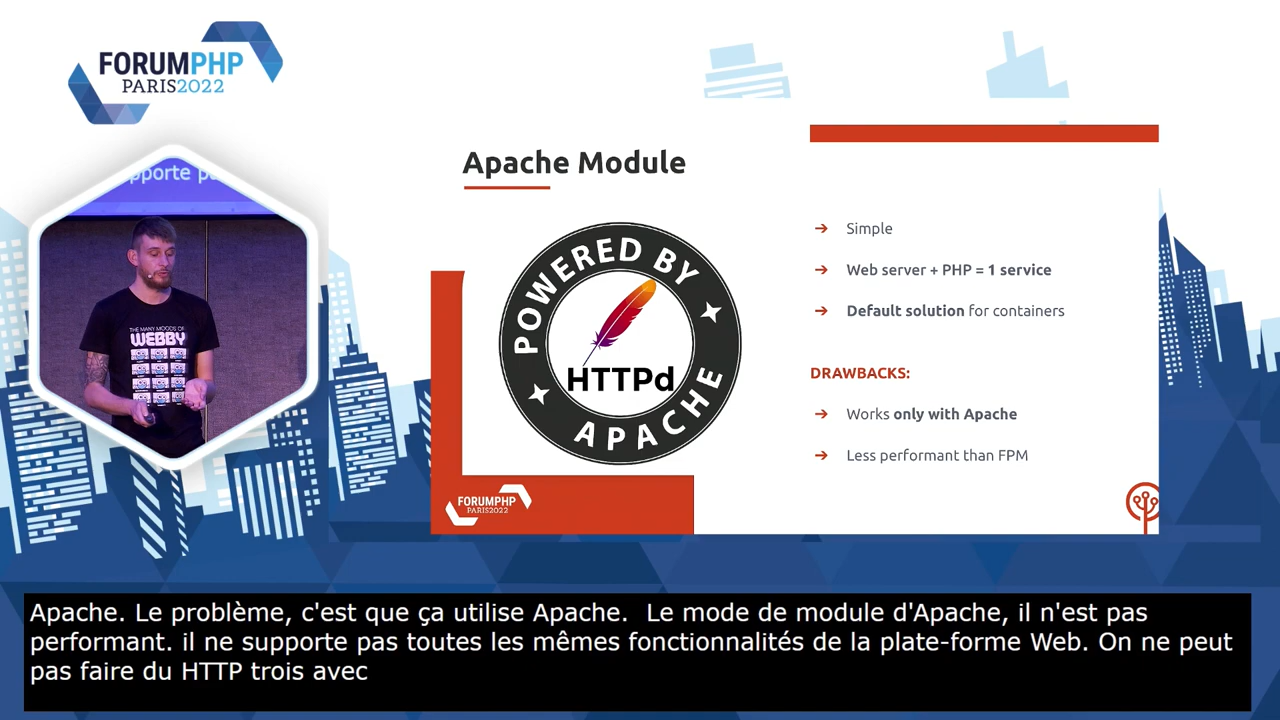 FORUMPHP
PARIS2022
pporte pa
THE MANY MOODS OF
WEBBY
Apache Module
POWERED BY
HTTPd
APACHE
FORUMPHP
PARIS2022
➔ Simple
➔ Web server + PHP = 1 service
➔ Default solution for containers
DRAWBACKS:
➔ Works only with Apache
➔ Less performant than FPM
Apache. Le problème, c'est que ça utilise Apache.  Le mode de module d'Apache, il n'est pas
performant. il ne supporte pas toutes les mêmes fonctionnalités de la plate-forme Web. On ne peut
pas faire du HTTP trois avec